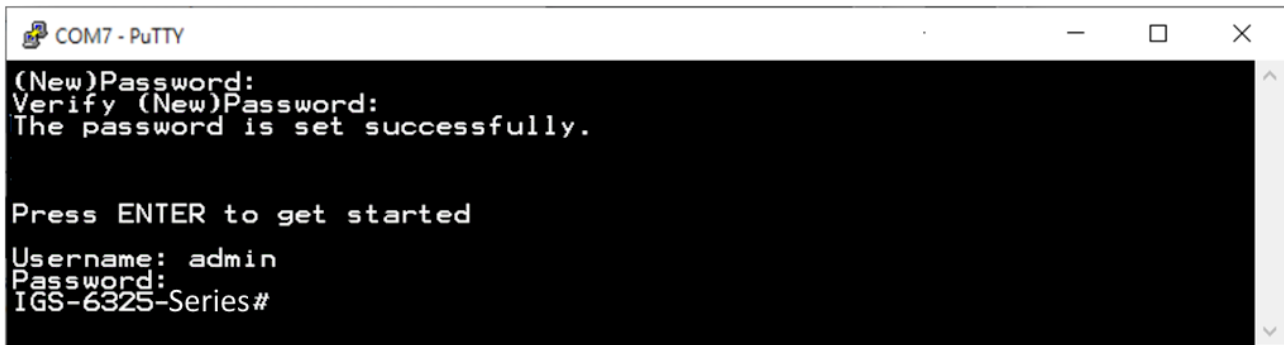 COM7 - PuTTY
(New)Password:
Verify (New)Password:
The password is set successfully.
Press ENTER to get started
Username: admin
Password:
IGS-6325-Series#